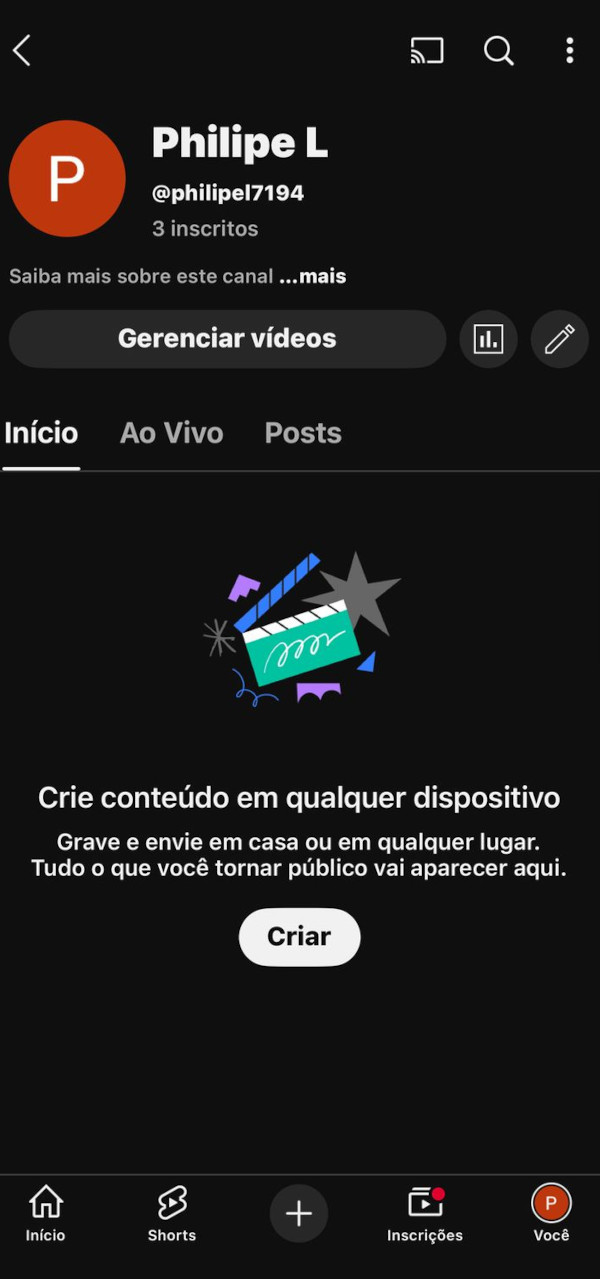 P
Philipe L
@philipel7194
3 inscritos
Saiba mais sobre este canal ...mais
Gerenciar vídeos
Início Ao Vivo Posts
Crie conteúdo em qualquer dispositivo
Grave e envie em casa ou em qualquer lugar.
Tudo o que você tornar público vai aparecer aqui.
Criar
P
Início Shorts Inscrições Você